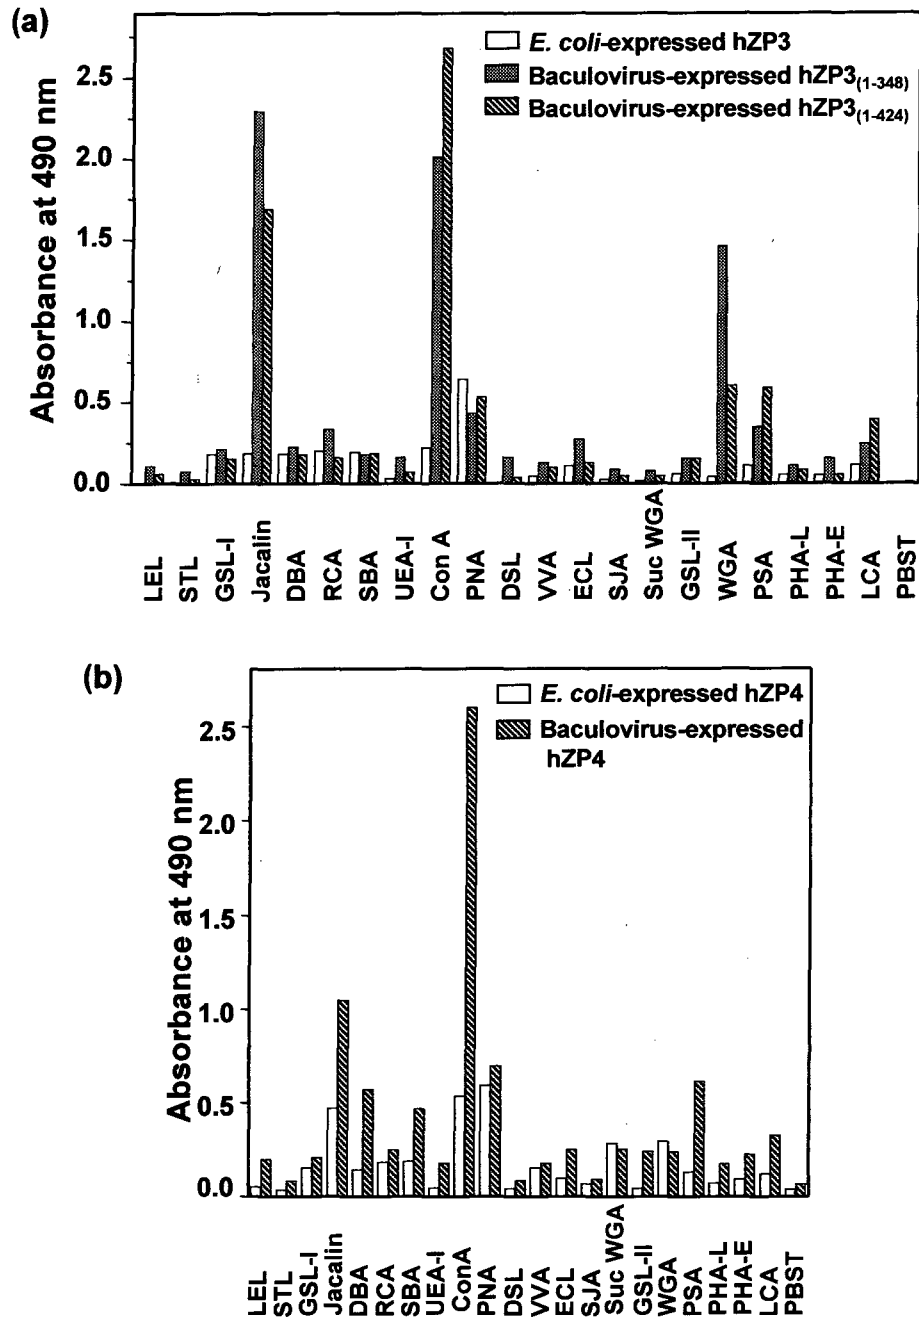 (a)
Absorbance at 490 nm
2.5
2.0
1.5
1.0
0.5
0.0
E. coli-expressed hZP3
Baculovirus-expressed hZP3(1-348)
Baculovirus-expressed hZP3(1-424)
LEL
STL
GSL-I
Jacalin
DBA
RCA
SBA
UEA-I
Con A
PNA
DSL
VVA
ECL
SJA
Suc WGA
GSL-II
WGA
PSA
PHA-L
PHA-E
LCA
PBST
(b)
Absorbance at 490 nm
2.5
2.0
1.5
1.0
0.5
0.0
E. coli-expressed hZP4
Baculovirus-expressed
hZP4
LEL
STL
GSL-I
Jacalin
DBA
RCA
SBA
UEA-I
ConA
PNA
DSL
VVA
ECL
SJA
Suc WGA
GSL-II
WGA
PSA
PHA-L
PHA-E
LCA
PBST